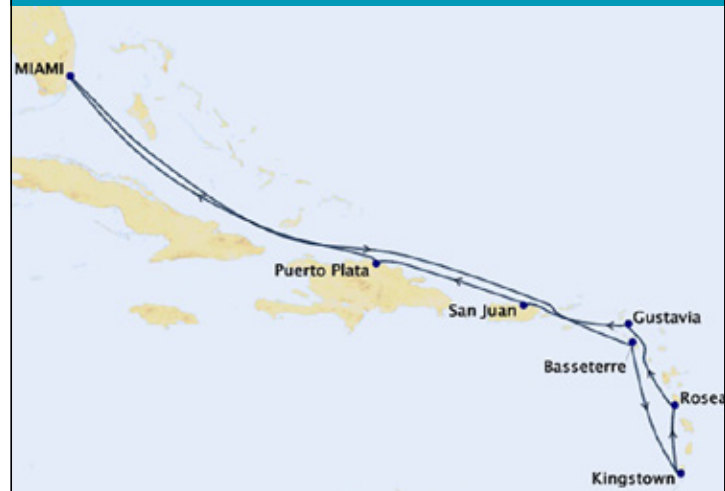 MIAMI
Puerto Plata
San Juan
Gustavia
Basseterre
Rosea
Kingstown